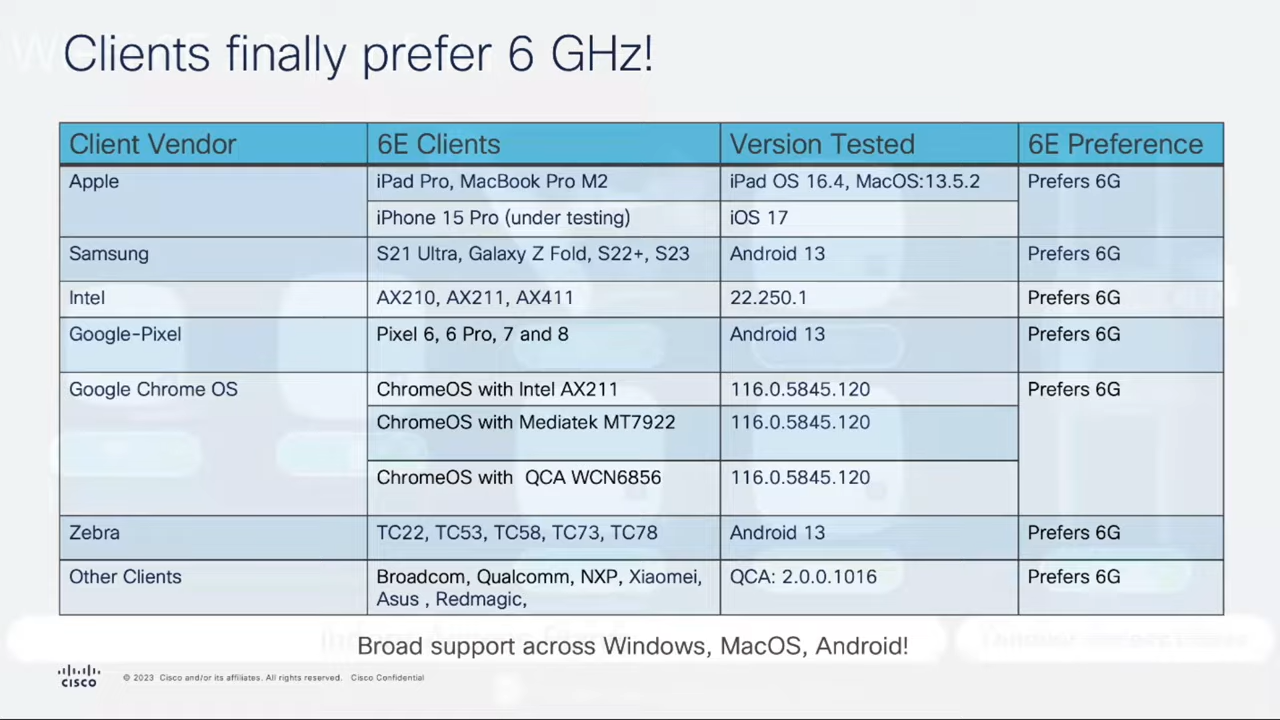 Clients finally prefer 6 GHz!
Client Vendor 6E Clients Version Tested 6E Preference
Apple iPad Pro, MacBook Pro M2 iPad OS 16.4, MacOS:13.5.2 Prefers 6G
iPhone 15 Pro (under testing) iOS 17
Samsung S21 Ultra, Galaxy Z Fold, S22+, S23 Android 13 Prefers 6G
Intel AX210, AX211, AX411 22.250.1 Prefers 6G
Google-Pixel Pixel 6, 6 Pro, 7 and 8 Android 13 Prefers 6G
Google Chrome OS ChromeOS with Intel AX211 116.0.5845.120 Prefers 6G
ChromeOS with Mediatek MT7922 116.0.5845.120
ChromeOS with QCA WCN6856 116.0.5845.120
Zebra TC22, TC53, TC58, TC73, TC78 Android 13 Prefers 6G
Other Clients Broadcom, Qualcomm, NXP, Xiaomei, QCA: 2.0.0.1016 Prefers 6G
Asus , Redmagic,
Broad support across Windows, MacOS, Android!
CISCO © 2023 Cisco and/or its affiliates. All rights reserved. Cisco Confidential